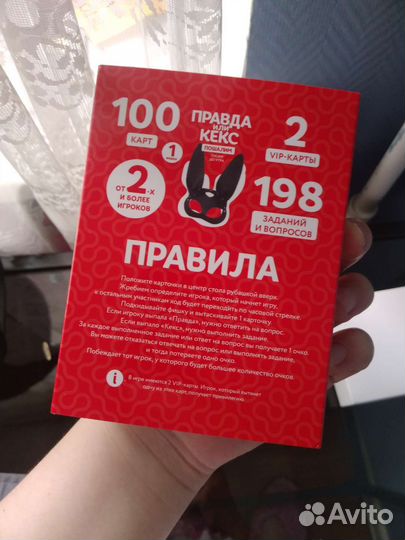 100
КАРТ
1
ПРАВДА
ИЛИ
КЕКС
ПОШАЛИМ
2
VIP-КАРТЫ
ОТ 2-Х
И БОЛЕЕ
ИГРОКОВ
198
ЗАДАНИЙ
И ВОПРОСОВ
ПРАВИЛА
Положите карточки в центр стола рубашкой вверх.
Жребием определите игрока, который начнет игру,
к остальным участникам ход будет переходить по часовой стрелке.
Подкидывайте фишку и вытаскивайте 1 карточку.
Если игроку выпала «Правда», нужно ответить на вопрос.
Если выпала «Кекс», нужно выполнить задание.
За каждое выполненное задание или ответ на вопрос вы получаете 1 очко.
Вы можете отказаться отвечать на вопрос или выполнять задание,
и тогда потеряете одно очко.
Побеждает тот игрок, у которого будет большее количество очков.
i
В игре имеются 2 VIP-карты. Игрок, который вытянет
одну из этих карт, получает привилегию.
Avito